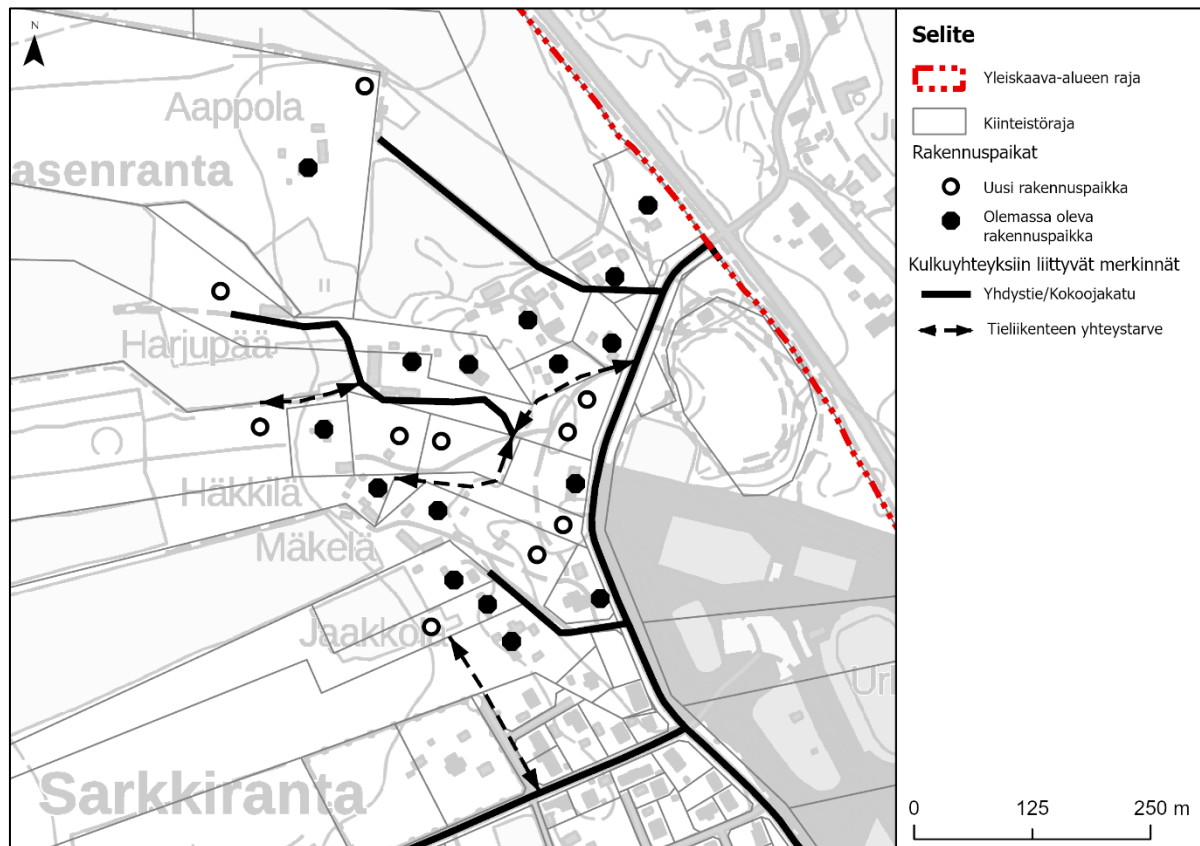 N
Aappola
asenranta
Harjupää
Häkkilä
Mäkelä
Jaakkola
Sarkkiranta
Url
Ju
Selite
Yleiskaava-alueen raja
Kiinteistöraja
Rakennuspaikat
Uusi rakennuspaikka
Olemassa oleva
rakennuspaikka
Kulkuyhteyksiin liittyvät merkinnät
Yhdystie/Kokoojakatu
Tieliikenteen yhteystarve
0 125 250 m